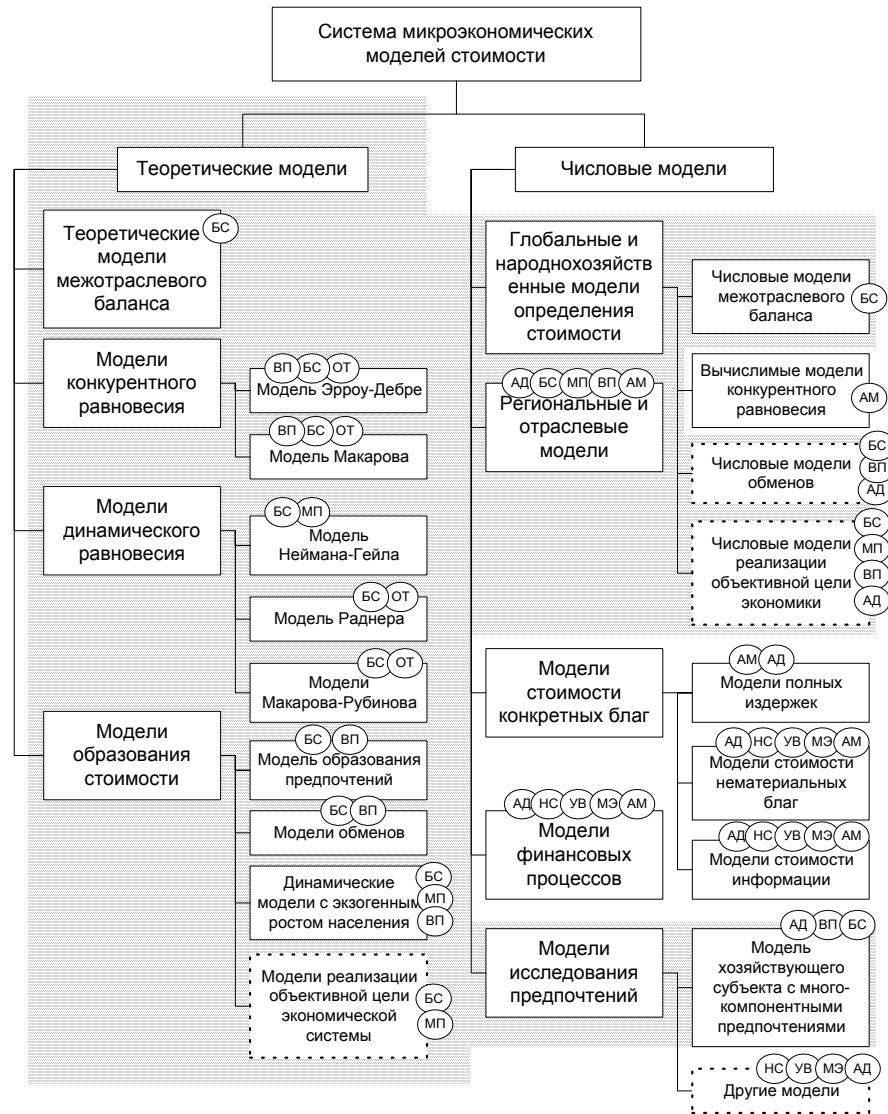 Система микроэкономических
моделей стоимости
Теоретические модели
Числовые модели
Теоретические
модели
межотраслевого
баланса
БС
Модели
конкурентного
равновесия
ВП БС ОТ
Модель Эрроу-Дебре
ВП БС ОТ
Модель Макарова
Модели
динамического
равновесия
БС МП
Модель
Неймана-Гейла
БС ОТ
Модель Раднера
БС ОТ
Модели
Макарова-Рубинова
Модели
образования
стоимости
БС ВП
Модель образования
предпочтений
БС ВП
Модели обменов
Динамические
модели с экзогенным
ростом населения
БС
МП
ВП
Модели реализации
объективной цели
экономической
системы
БС
МП
Глобальные и
народнохозяйств
енные модели
определения
стоимости
Числовые модели
межотраслевого
баланса
БС
Вычислимые модели
конкурентного
равновесия
АМ
Числовые модели
обменов
БС
ВП
АД
Числовые модели
реализации
объективной цели
экономики
БС
МП
ВП
АД
АД БС МП ВП АМ
Региональные и
отраслевые
модели
Модели
стоимости
конкретных благ
АМ АД
Модели полных
издержек
АД НС УВ МЭ АМ
Модели стоимости
нематериальных
благ
АД НС УВ МЭ АМ
Модели стоимости
информации
АД НС УВ МЭ АМ
Модели
финансовых
процессов
Модели
исследования
предпочтений
АД ВП БС
Модель
хозяйствующего
субъекта с много-
компонентными
предпочтениями
НС УВ МЭ АД
Другие модели